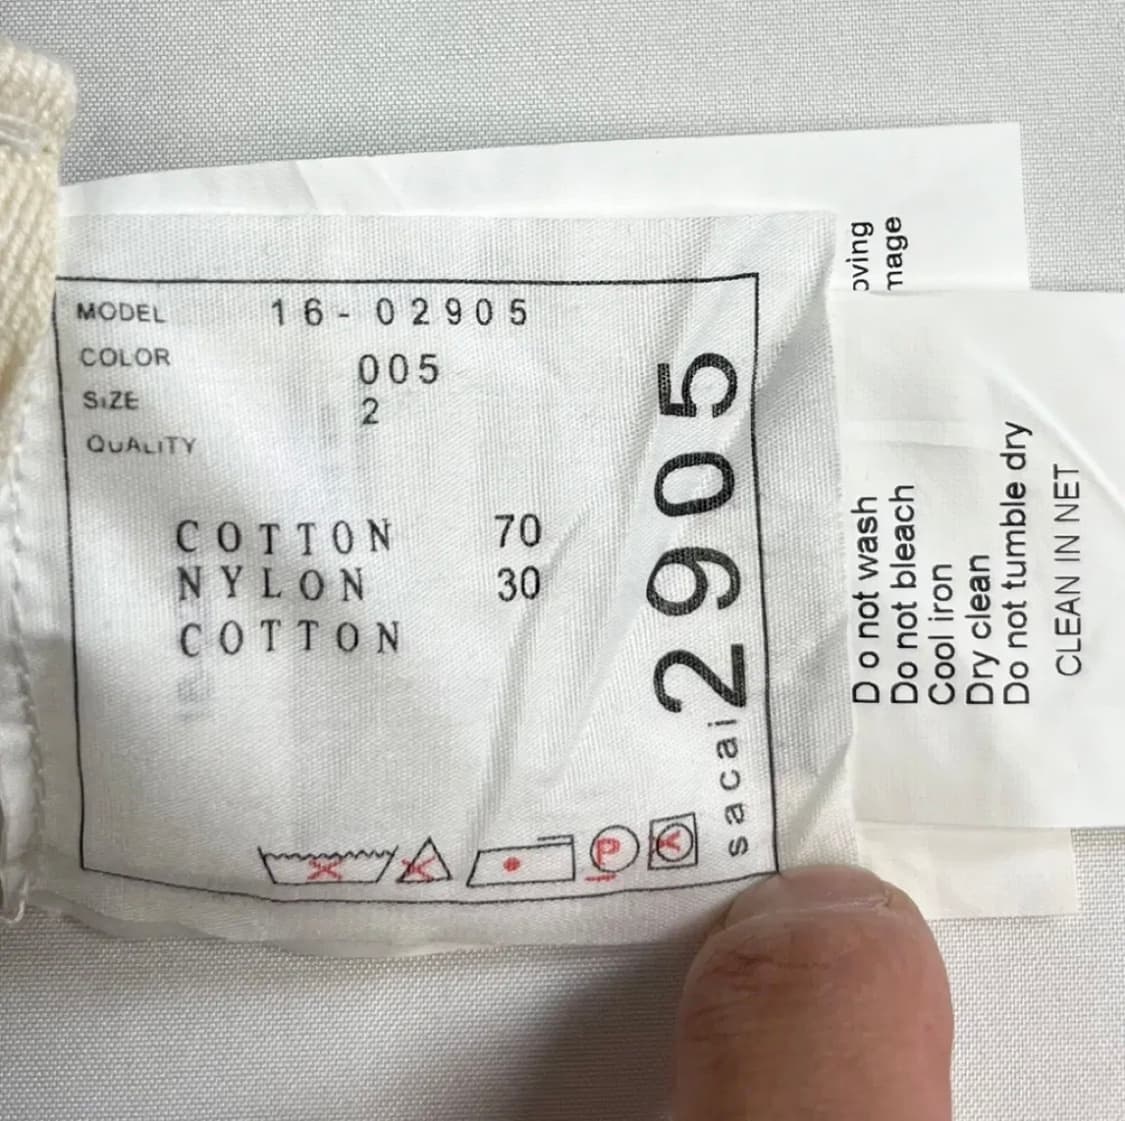 MODEL 16-02905
COLOR 005
SIZE 2
QUALITY
COTTON 70
NYLON 30
COTTON
P
sacai 2905
mage
Do not wash
Do not bleach
Cool iron
Dry clean
Do not tumble dry
CLEAN IN NET